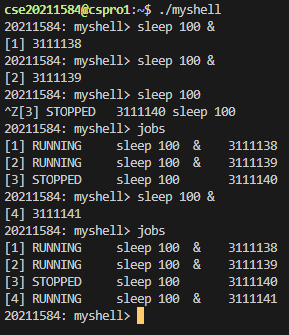 cse20211584@cspro1:~$ ./myshell
20211584: myshell> sleep 100 &
[1] 3111138
20211584: myshell> sleep 100 &
[2] 3111139
20211584: myshell> sleep 100
^Z[3] STOPPED   3111140 sleep 100
20211584: myshell> jobs
[1] RUNNING     sleep 100  &    3111138
[2] RUNNING     sleep 100  &    3111139
[3] STOPPED     sleep 100       3111140
20211584: myshell> sleep 100 &
[4] 3111141
20211584: myshell> jobs
[1] RUNNING     sleep 100  &    3111138
[2] RUNNING     sleep 100  &    3111139
[3] STOPPED     sleep 100       3111140
[4] RUNNING     sleep 100  &    3111141
20211584: myshell>